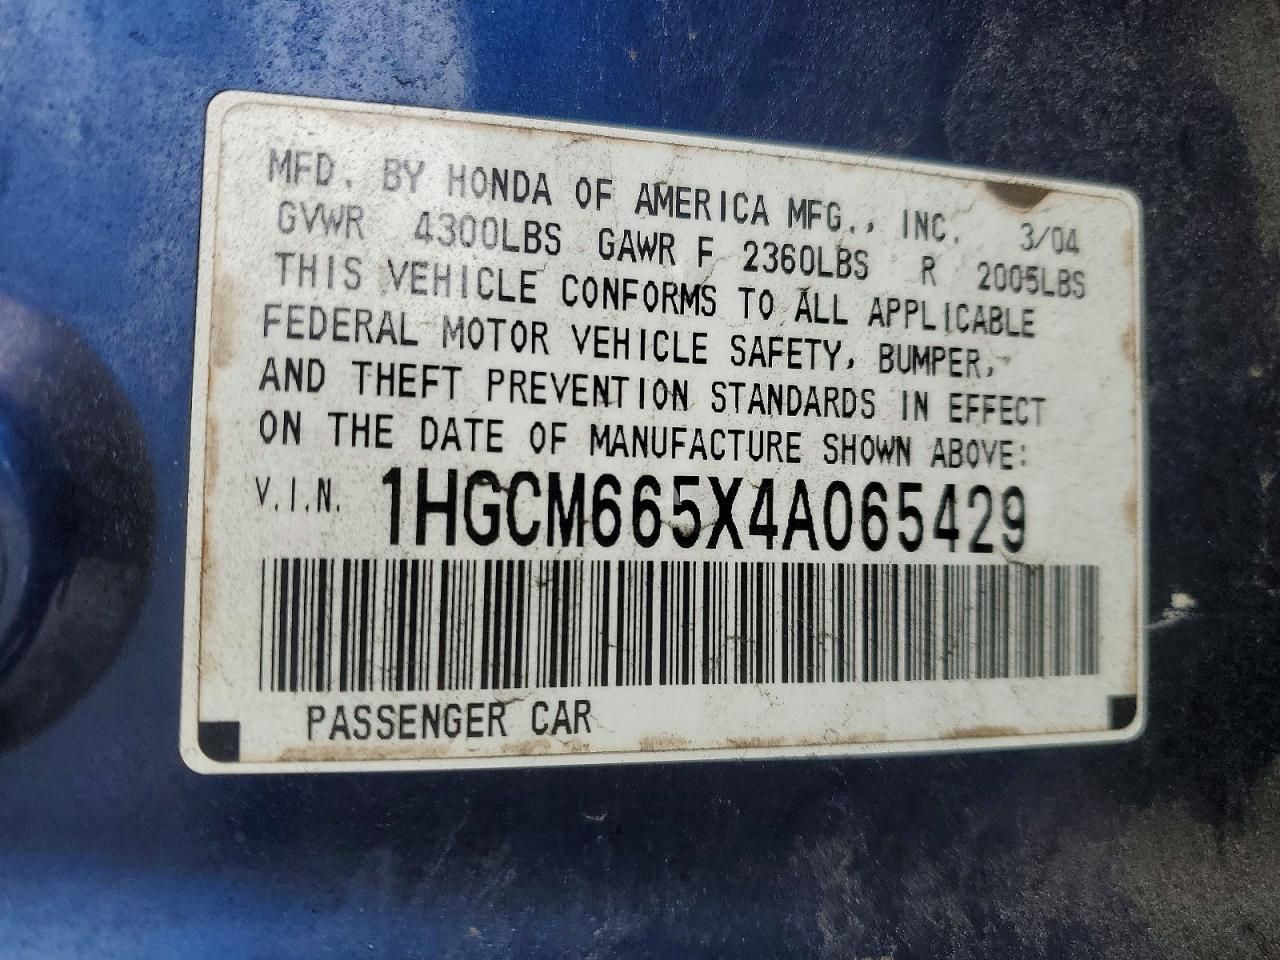 MFD. BY HONDA OF AMERICA MFG., INC. 3/04
GVWR 4300LBS GAWR F 2360LBS R 2005LBS
THIS VEHICLE CONFORMS TO ALL APPLICABLE
FEDERAL MOTOR VEHICLE SAFETY, BUMPER,
AND THEFT PREVENTION STANDARDS IN EFFECT
ON THE DATE OF MANUFACTURE SHOWN ABOVE:
V.I.N. 1HGCM665X4A065429
PASSENGER CAR